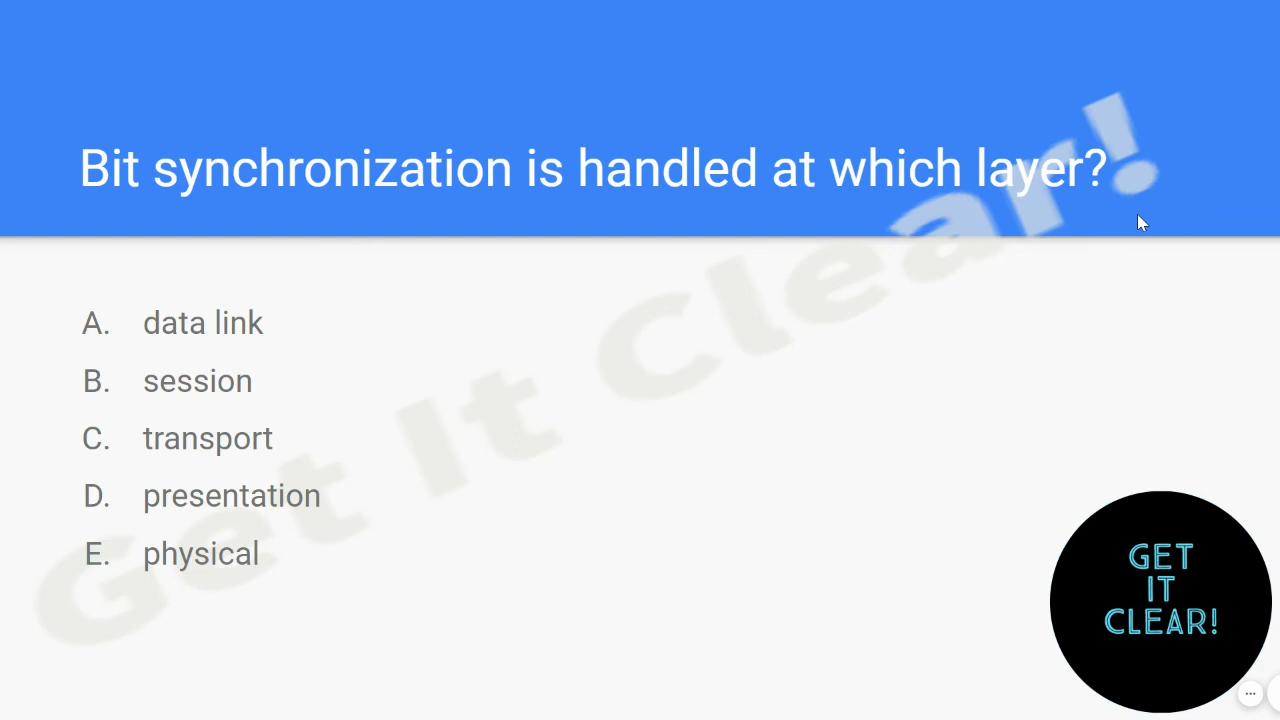 Bit synchronization is handled at which layer?
A. data link
B. session
C. transport
D. presentation
E. physical
Get It Clear!
GET
IT
CLEAR!